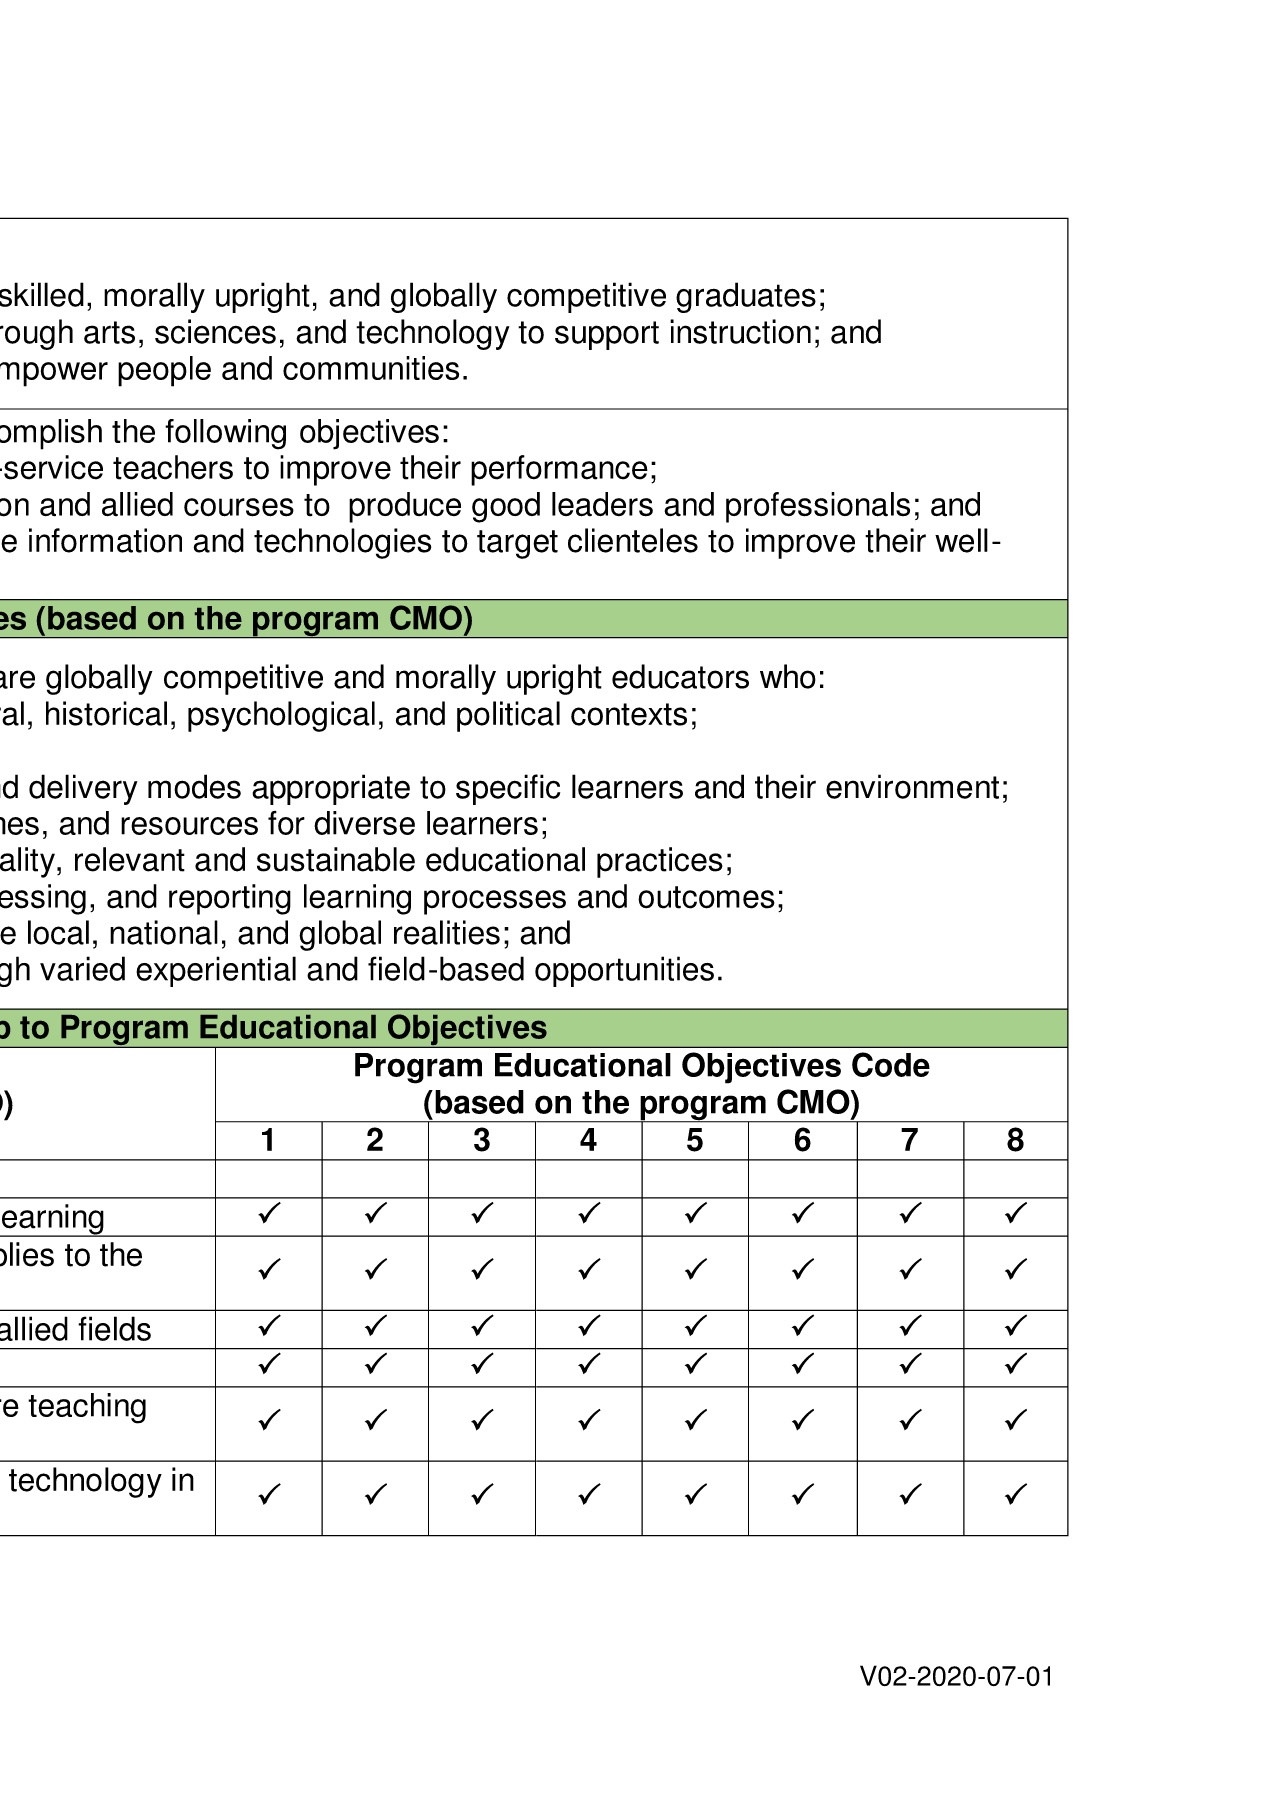 skilled, morally upright, and globally competitive graduates;
rough arts, sciences, and technology to support instruction; and
mpower people and communities.
omplish the following objectives:
-service teachers to improve their performance;
on and allied courses to produce good leaders and professionals; and
e information and technologies to target clienteles to improve their well-
es (based on the program CMO)
are globally competitive and morally upright educators who:
ral, historical, psychological, and political contexts;
nd delivery modes appropriate to specific learners and their environment;
nes, and resources for diverse learners;
ality, relevant and sustainable educational practices;
essing, and reporting learning processes and outcomes;
e local, national, and global realities; and
gh varied experiential and field-based opportunities.
p to Program Educational Objectives
Program Educational Objectives Code
)
(based on the program CMO)
1 2 3 4 5 6 7 8
earning ✓ ✓ ✓ ✓ ✓ ✓ ✓ ✓
plies to the
✓ ✓ ✓ ✓ ✓ ✓ ✓ ✓
allied fields ✓ ✓ ✓ ✓ ✓ ✓ ✓ ✓
✓ ✓ ✓ ✓ ✓ ✓ ✓ ✓
re teaching
✓ ✓ ✓ ✓ ✓ ✓ ✓ ✓
technology in
✓ ✓ ✓ ✓ ✓ ✓ ✓ ✓
V02-2020-07-01